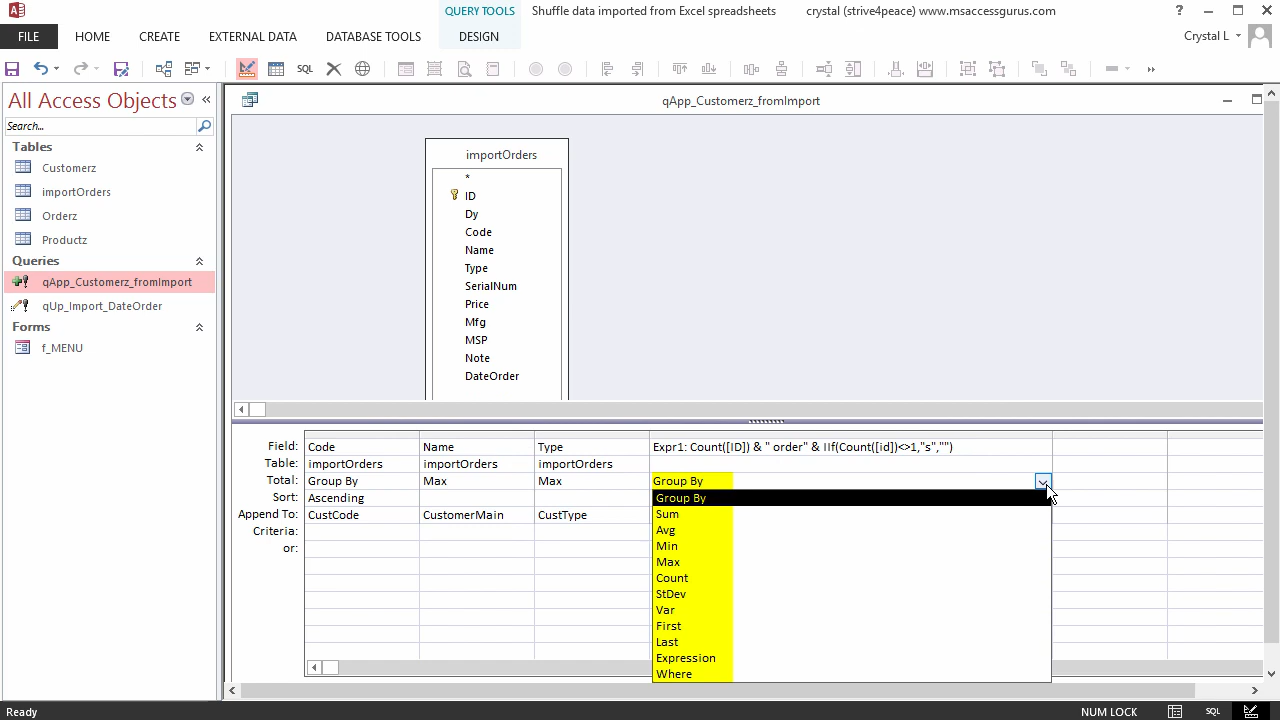 QUERY TOOLS
Shuffle data imported from Excel spreadsheets
crystal (strive4peace) www.msaccessgurus.com
?
FILE
HOME
CREATE
EXTERNAL DATA
DATABASE TOOLS
DESIGN
Crystal L
SQL
All Access Objects
Search...
Tables
Customerz
importOrders
Orderz
Productz
Queries
qApp_Customerz_fromImport
qUp_Import_DateOrder
Forms
f_MENU
qApp_Customerz_fromImport
importOrders
*
ID
Dy
Code
Name
Type
SerialNum
Price
Mfg
MSP
Note
DateOrder
Field: Code Name Type Expr1: Count([ID]) & " order" & IIf(Count([id])<>1,"s","")
Table: importOrders importOrders importOrders
Total: Group By Max Max Group By
Sort: Ascending
Append To: CustCode CustomerMain CustType
Criteria:
or:
Group By
Sum
Avg
Min
Max
Count
StDev
Var
First
Last
Expression
Where
Ready
NUM LOCK
SQL